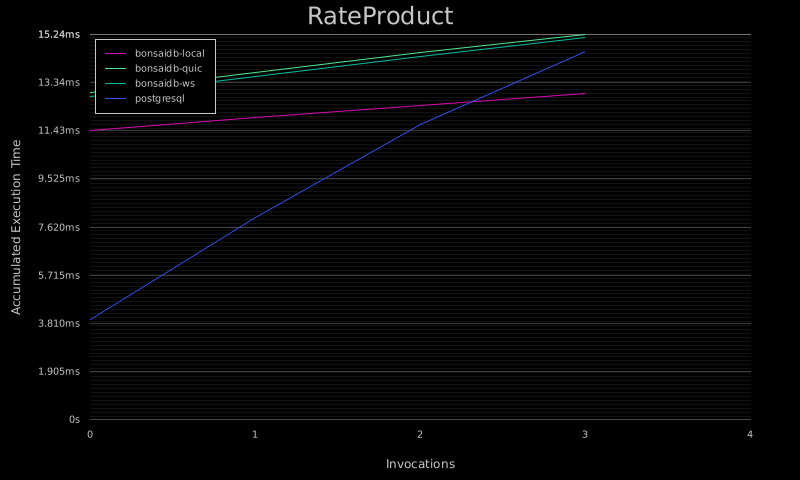 RateProduct
15.24ms
bonsaidb-local
bonsaidb-quic
bonsaidb-ws
postgresql
13.34ms
11.43ms
9.525ms
7.620ms
5.715ms
3.810ms
1.905ms
0s
Accumulated Execution Time
0 1 2 3 4
Invocations